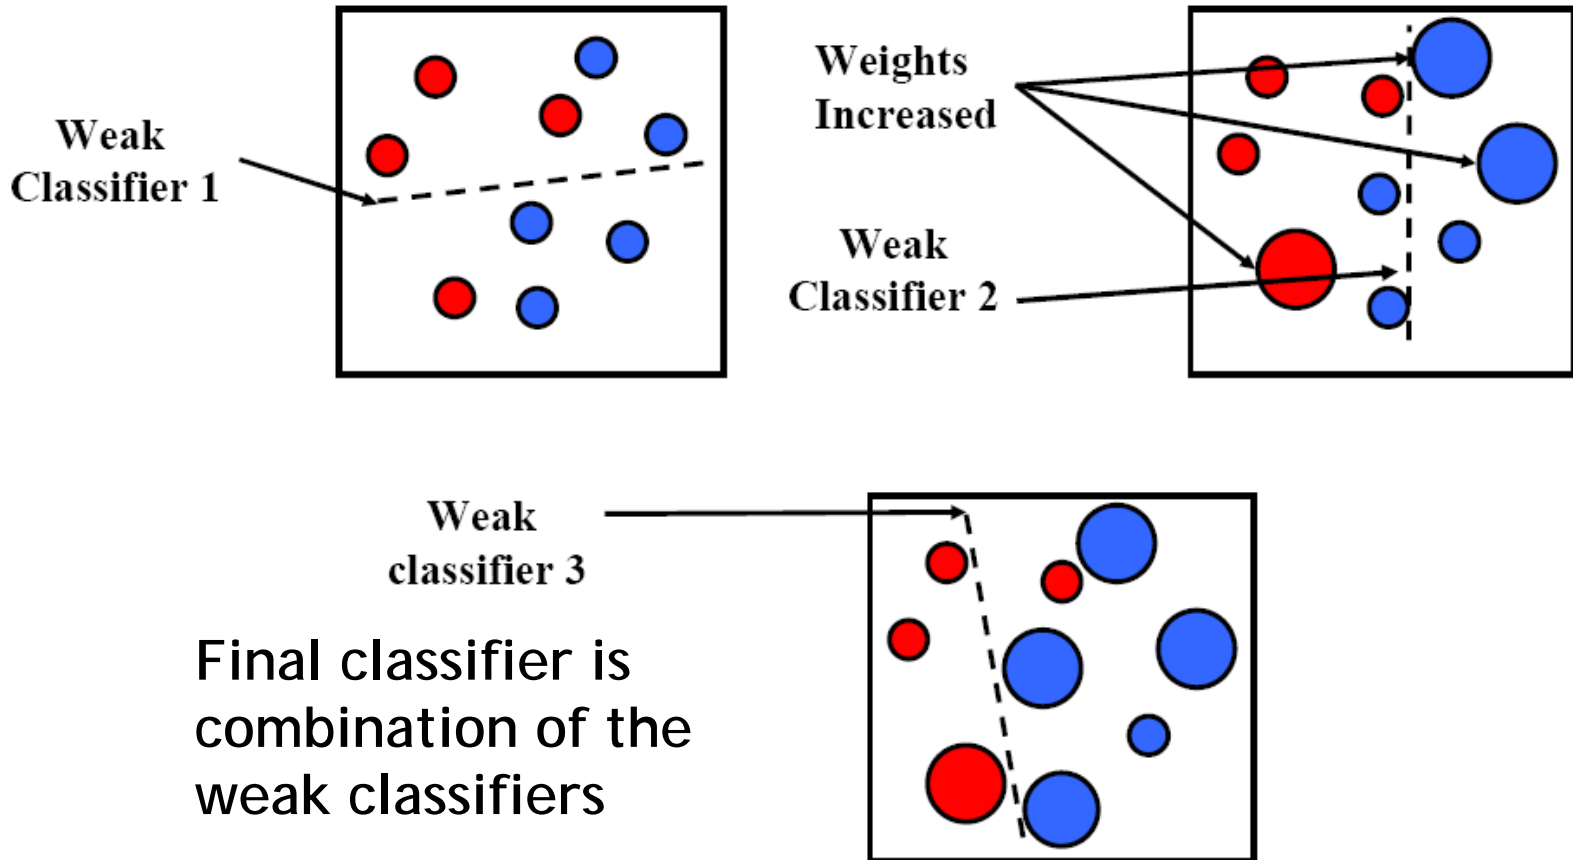 Weak
Classifier 1
Weights
Increased
Weak
Classifier 2
Weak
classifier 3
Final classifier is
combination of the
weak classifiers